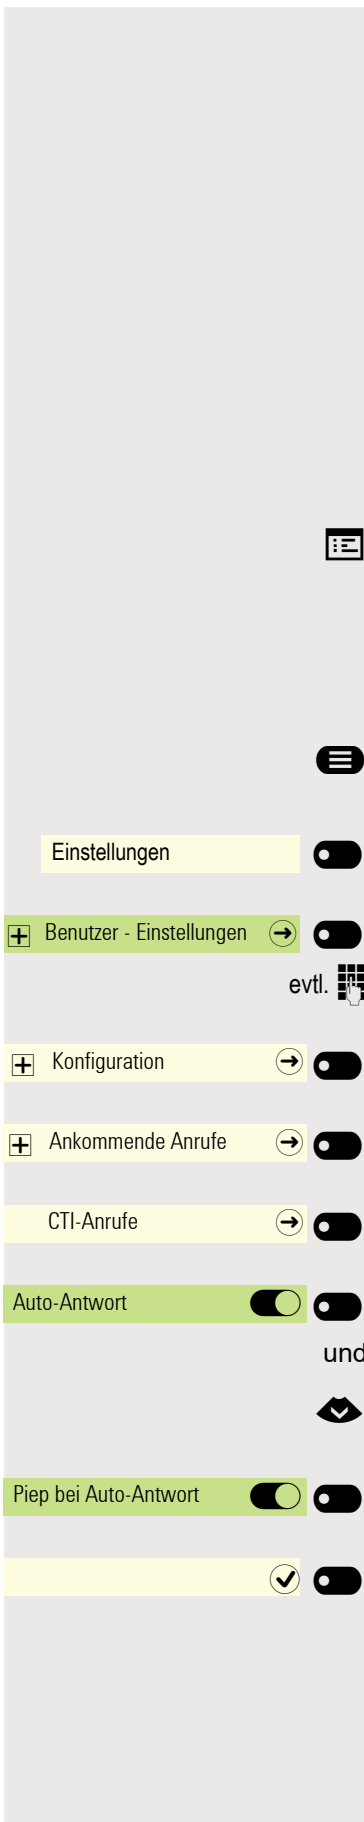 Einstellungen
Benutzer - Einstellungen
evtl.
Konfiguration
Ankommende Anrufe
CTI-Anrufe
Auto-Antwort
und
Piep bei Auto-Antwort